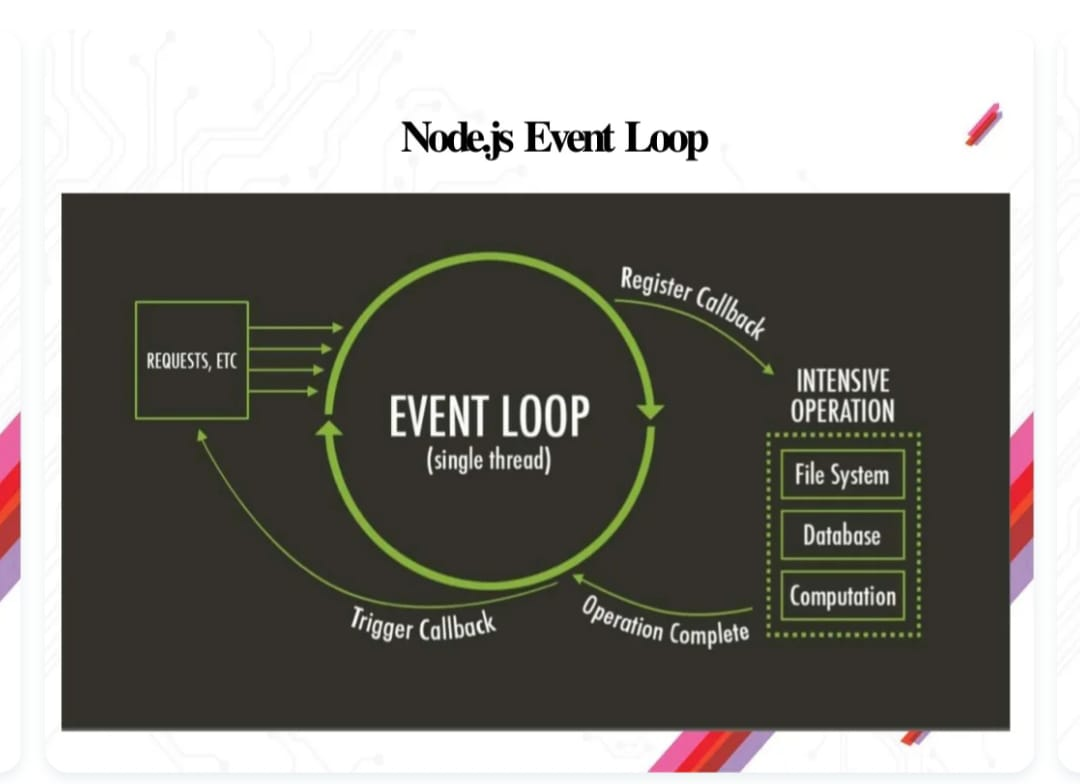 Node.js Event Loop
REQUESTS, ETC
EVENT LOOP
(single thread)
Register Callback
INTENSIVE
OPERATION
File System
Database
Computation
Operation Complete
Trigger Callback